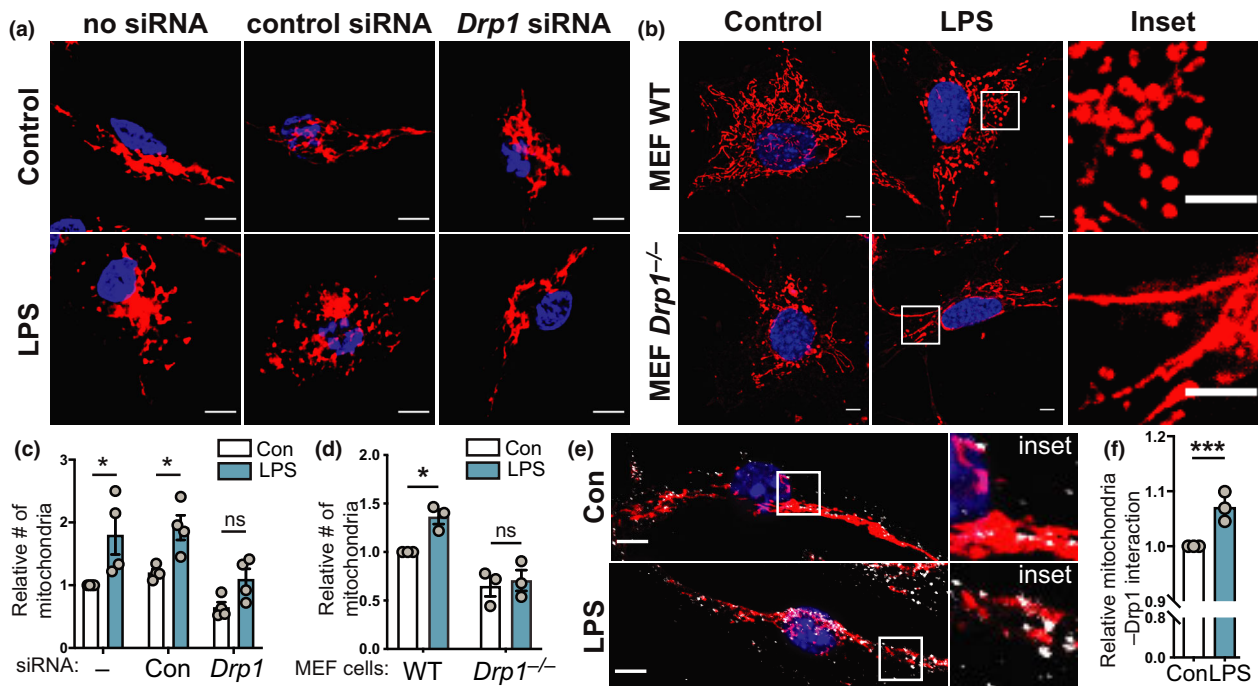 (a) no siRNA control siRNA Drp1 siRNA
Control
LPS
(b) Control LPS Inset
MEF WT
MEF Drp1–/–
(c) Con
LPS
Relative # of
mitochondria
3
2
1
0
* * ns
siRNA: – Con Drp1
(d) Con
LPS
Relative # of
mitochondria
2.0
1.5
1.0
0.5
0.0
* ns
MEF cells: WT Drp1–/–
(e) Con
inset
LPS
inset
(f) Relative mitochondria
–Drp1 interaction
1.2
1.1
1.0
0.9
0.8
0.0
***
Con LPS